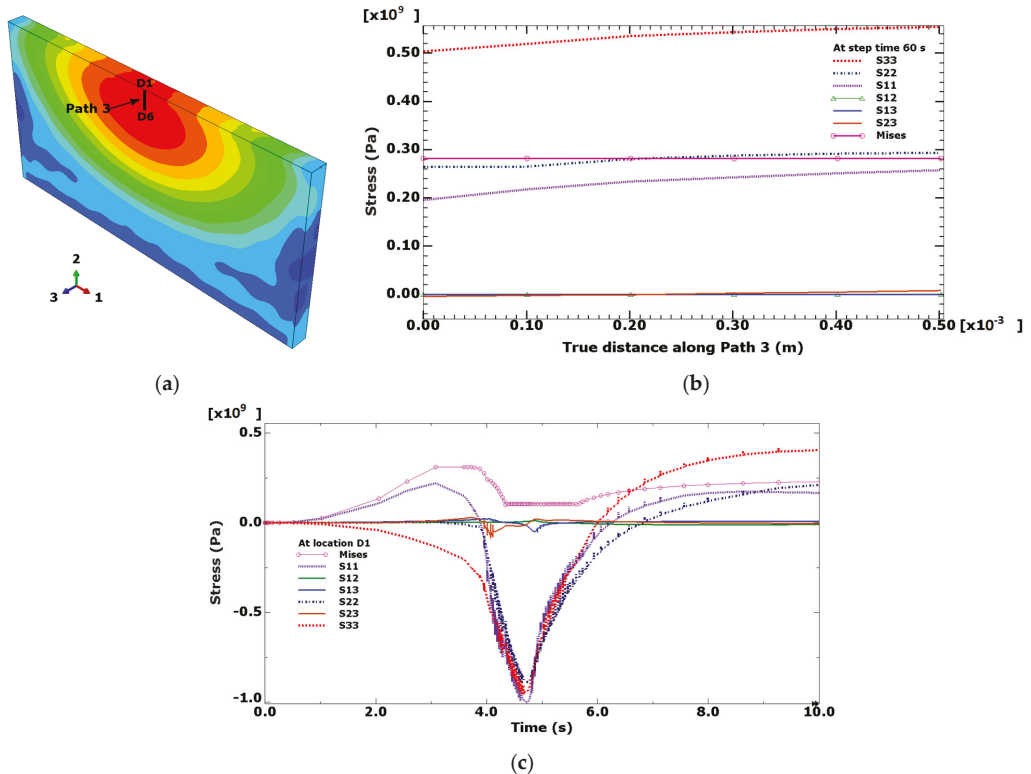 D1
Path 3
D6
2
3
1
(a)
[x10⁹ ]
0.50
0.40
0.30
0.20
0.10
0.00
Stress (Pa)
At step time 60 s
S33
S22
S11
S12
S13
S23
Mises
0.00 0.10 0.20 0.30 0.40 0.50 [x10⁻³ ]
True distance along Path 3 (m)
(b)
[x10⁹ ]
0.5
0.0
-0.5
-1.0
Stress (Pa)
At location D1
Mises
S11
S12
S13
S22
S23
S33
0.0 2.0 4.0 6.0 8.0 10.0
Time (s)
(c)